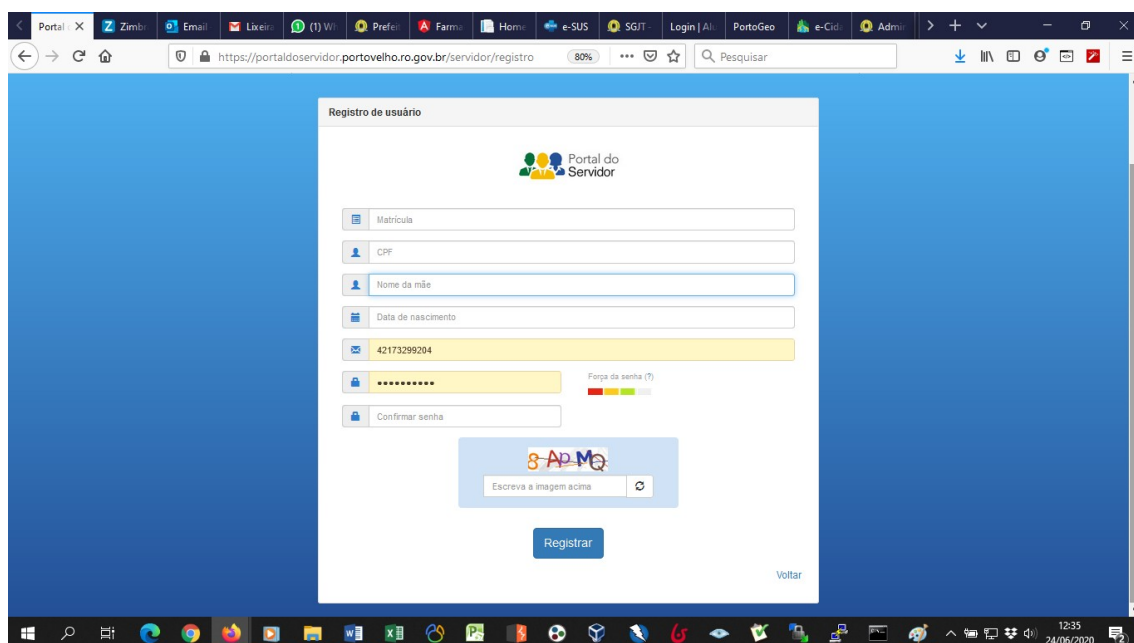 Portal
Zimbr
Email
Lixeira
(1) Wh
Prefeit
Farma
Home
e-SUS
SGJT -
Login | Al
PortoGeo
e-Cida
Admin
https://portaldoservidor.portovelho.ro.gov.br/servidor/registro
80%
Pesquisar
Registro de usuário
Portal do
Servidor
Matrícula
CPF
Nome da mãe
Data de nascimento
42173299204
Força da senha (?)
Confirmar senha
8 Ap MQ
Escreva a imagem acima
Registrar
Voltar
12:35
24/06/2020